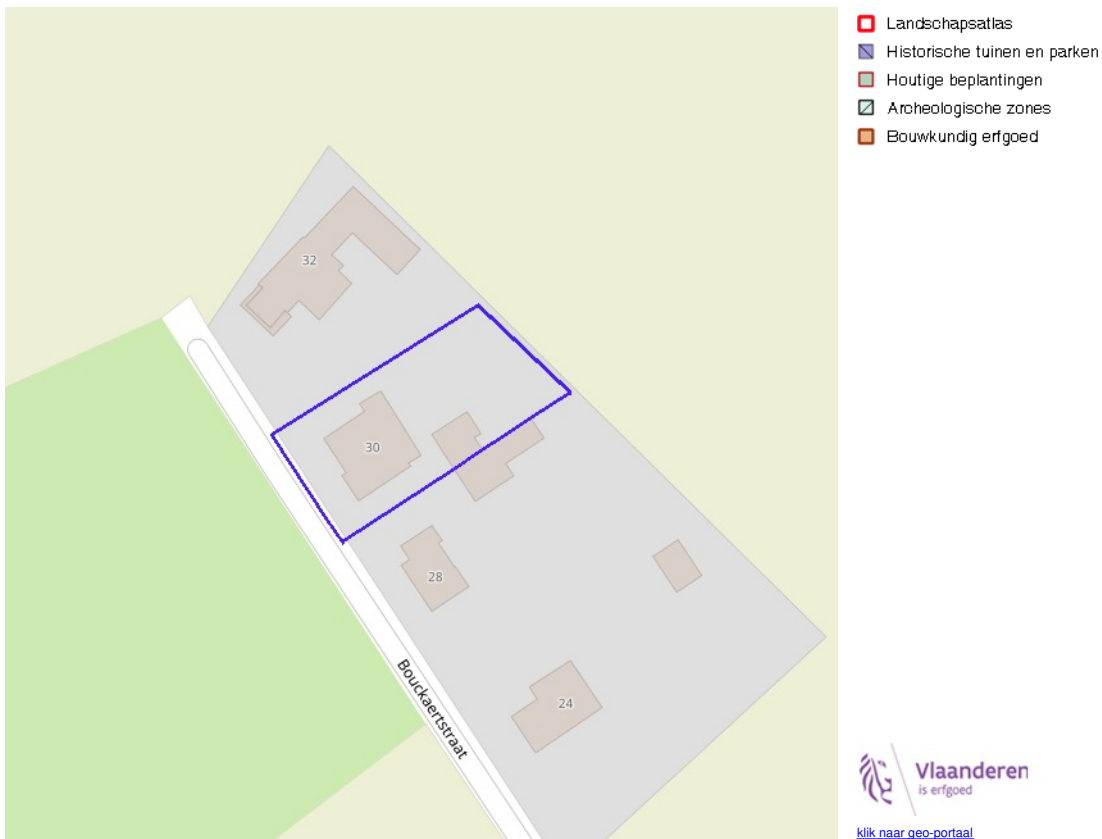 Landschapsatlas
Historische tuinen en parken
Houtige beplantingen
Archeologische zones
Bouwkundig erfgoed
32
30
28
24
Bouckaertstraat
Vlaanderen
is erfgoed
klik naar geo-portaal